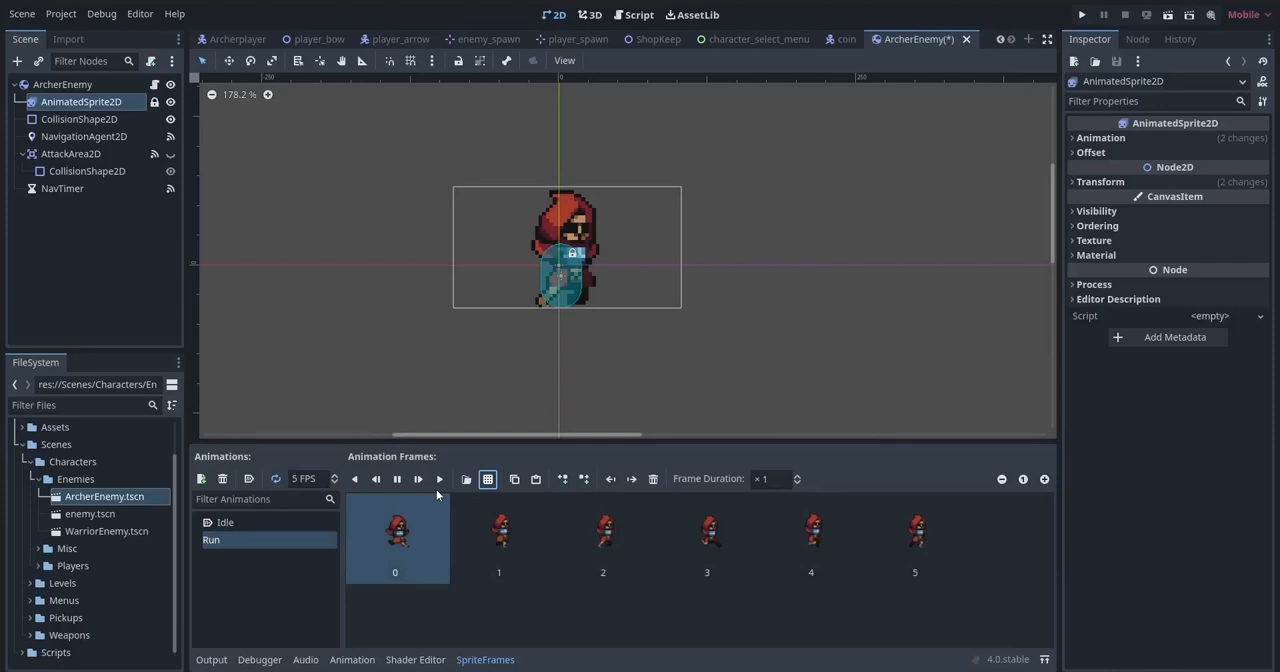 Scene Project Debug Editor Help
2D 3D Script AssetLib
Mobile
Scene Import
Archerplayer player_bow player_arrow enemy_spawn player_spawn ShopKeep character_select_menu coin ArcherEnemy(*)
Inspector Node History
Filter Nodes
View
AnimatedSprite2D
Filter Properties
ArcherEnemy
AnimatedSprite2D
CollisionShape2D
NavigationAgent2D
AttackArea2D
CollisionShape2D
NavTimer
250 0 250
178.2 %
AnimatedSprite2D
Animation (2 changes)
Offset
Node2D
Transform (2 changes)
CanvasItem
Visibility
Ordering
Texture
Material
Node
Process
Editor Description
Script <empty>
Add Metadata
FileSystem
res://Scenes/Characters/En
Filter Files
Assets
Scenes
Characters
Enemies
ArcherEnemy.tscn
enemy.tscn
WarriorEnemy.tscn
Misc
Players
Levels
Menus
Pickups
Weapons
Scripts
Animations: Animation Frames:
5 FPS
Frame Duration: × 1
Filter Animations
Idle
Run
0 1 2 3 4 5
Output Debugger Audio Animation Shader Editor SpriteFrames
4.0.stable